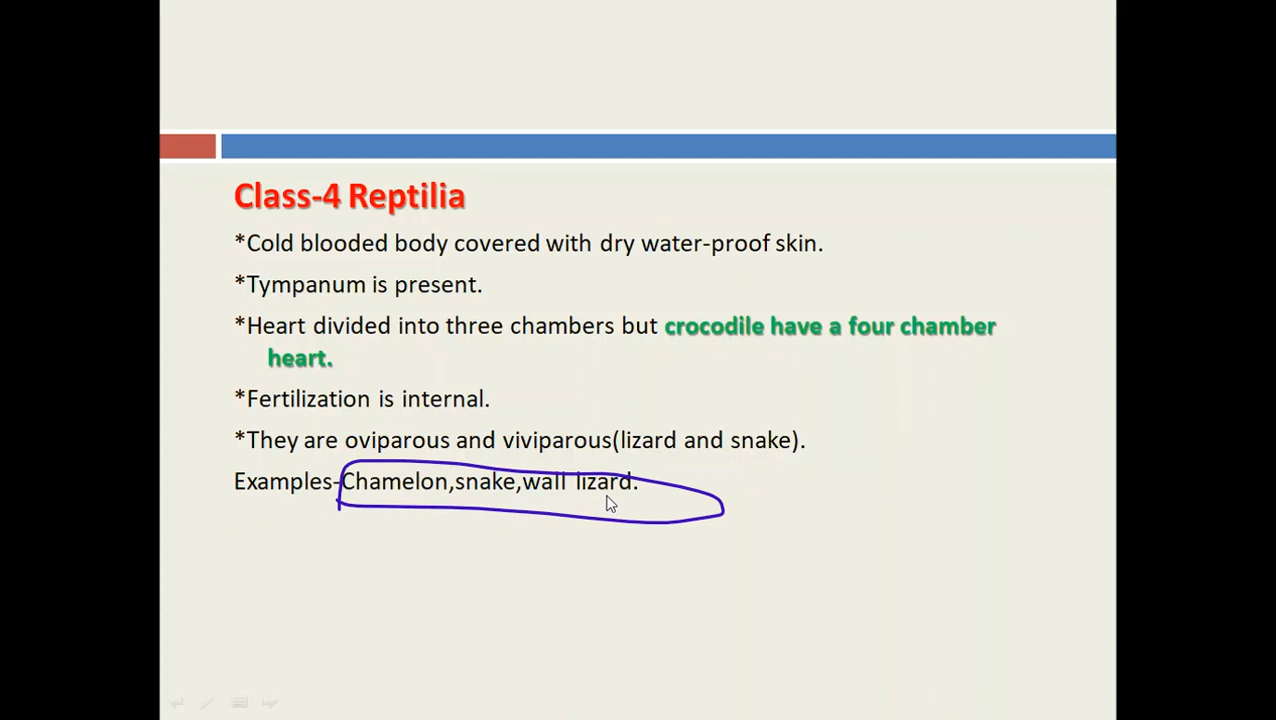 Class-4 Reptilia
*Cold blooded body covered with dry water-proof skin.
*Tympanum is present.
*Heart divided into three chambers but crocodile have a four chamber
heart.
*Fertilization is internal.
*They are oviparous and viviparous(lizard and snake).
Examples-Chamelon,snake,wall lizard.